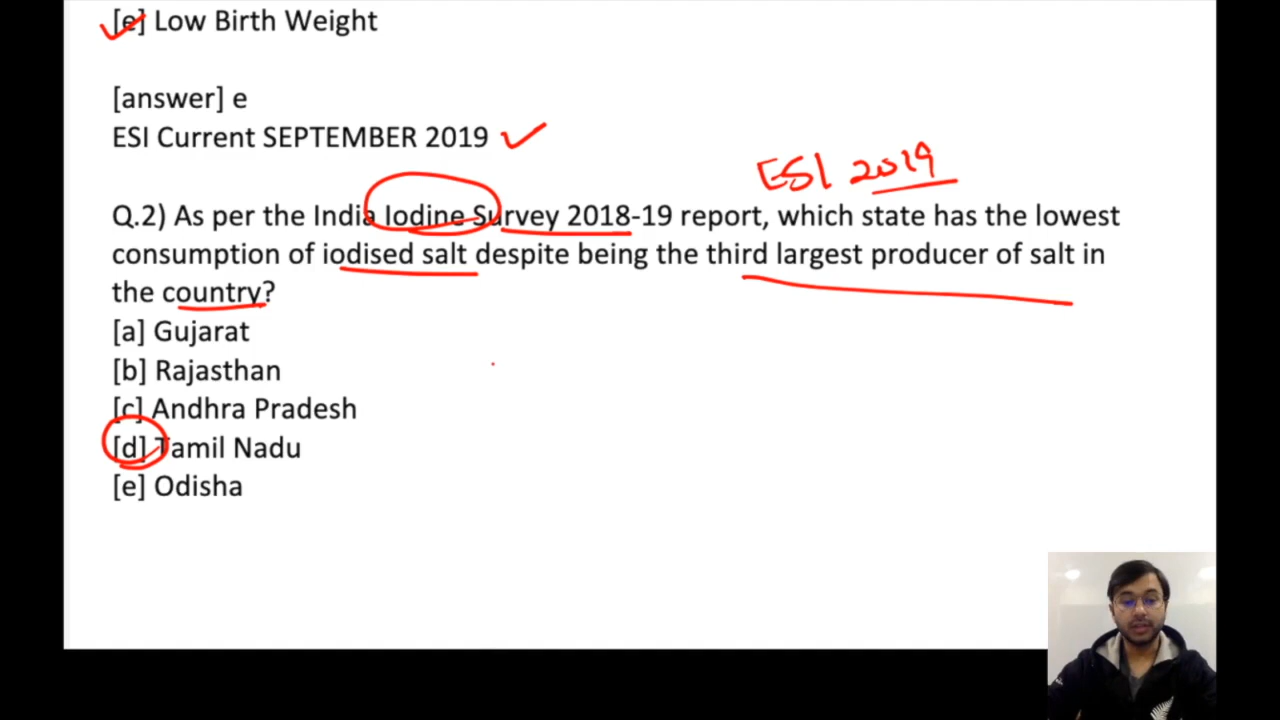 [e] Low Birth Weight
[answer] e
ESI Current SEPTEMBER 2019
ESI 2019
Q.2) As per the India Iodine Survey 2018-19 report, which state has the lowest
consumption of iodised salt despite being the third largest producer of salt in
the country?
[a] Gujarat
[b] Rajasthan
[c] Andhra Pradesh
[d] Tamil Nadu
[e] Odisha